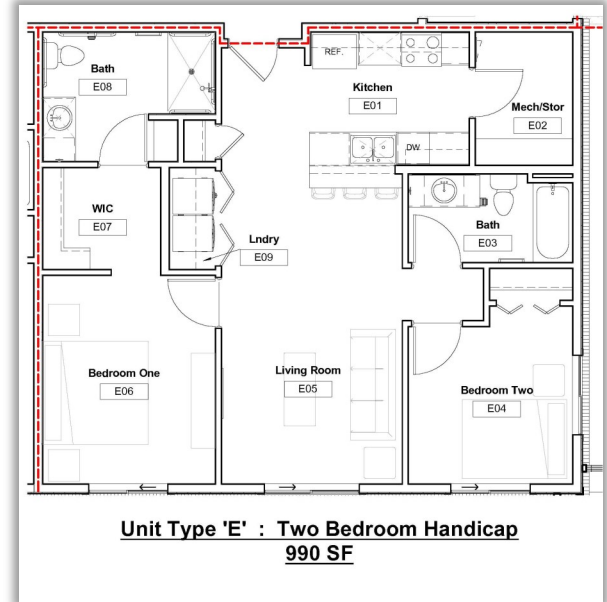 REF.
Bath
E08
Kitchen
E01
Mech/Stor
E02
DW
WIC
E07
Bath
E03
Lndry
E09
Bedroom One
E06
Living Room
E05
Bedroom Two
E04
Unit Type 'E' : Two Bedroom Handicap
990 SF